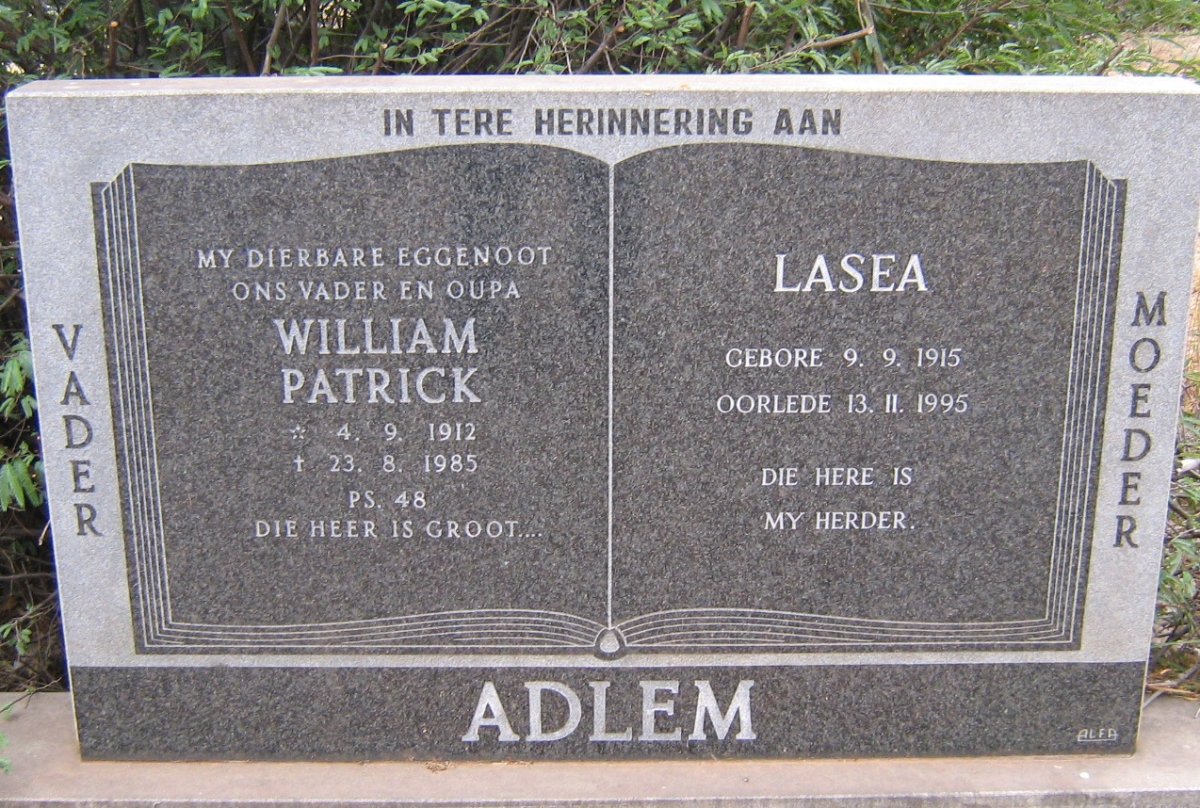 IN TERE HERINNERING AAN
VADER
MY DIERBARE EGGENOOT
ONS VADER EN OUPA
WILLIAM
PATRICK
☆ 4. 9. 1912
† 23. 8. 1985
PS. 48
DIE HEER IS GROOT....
LASEA
GEBORE 9. 9. 1915
OORLEDE 13. 11. 1995
DIE HERE IS
MY HERDER.
MOEDER
ADLEM
ALFA